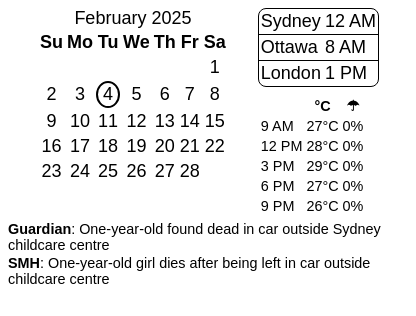 February 2025
Su Mo Tu We Th Fr Sa
1
2 3 4 5 6 7 8
9 10 11 12 13 14 15
16 17 18 19 20 21 22
23 24 25 26 27 28
Sydney 12 AM
Ottawa 8 AM
London 1 PM
°C ☂
9 AM 27°C 0%
12 PM 28°C 0%
3 PM 29°C 0%
6 PM 27°C 0%
9 PM 26°C 0%
Guardian: One-year-old found dead in car outside Sydney
childcare centre
SMH: One-year-old girl dies after being left in car outside
childcare centre